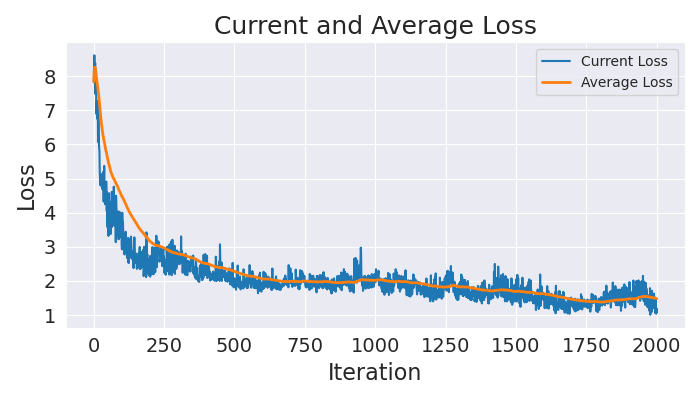 Current and Average Loss
Current Loss
Average Loss
Loss
8
7
6
5
4
3
2
1
0 250 500 750 1000 1250 1500 1750 2000
Iteration